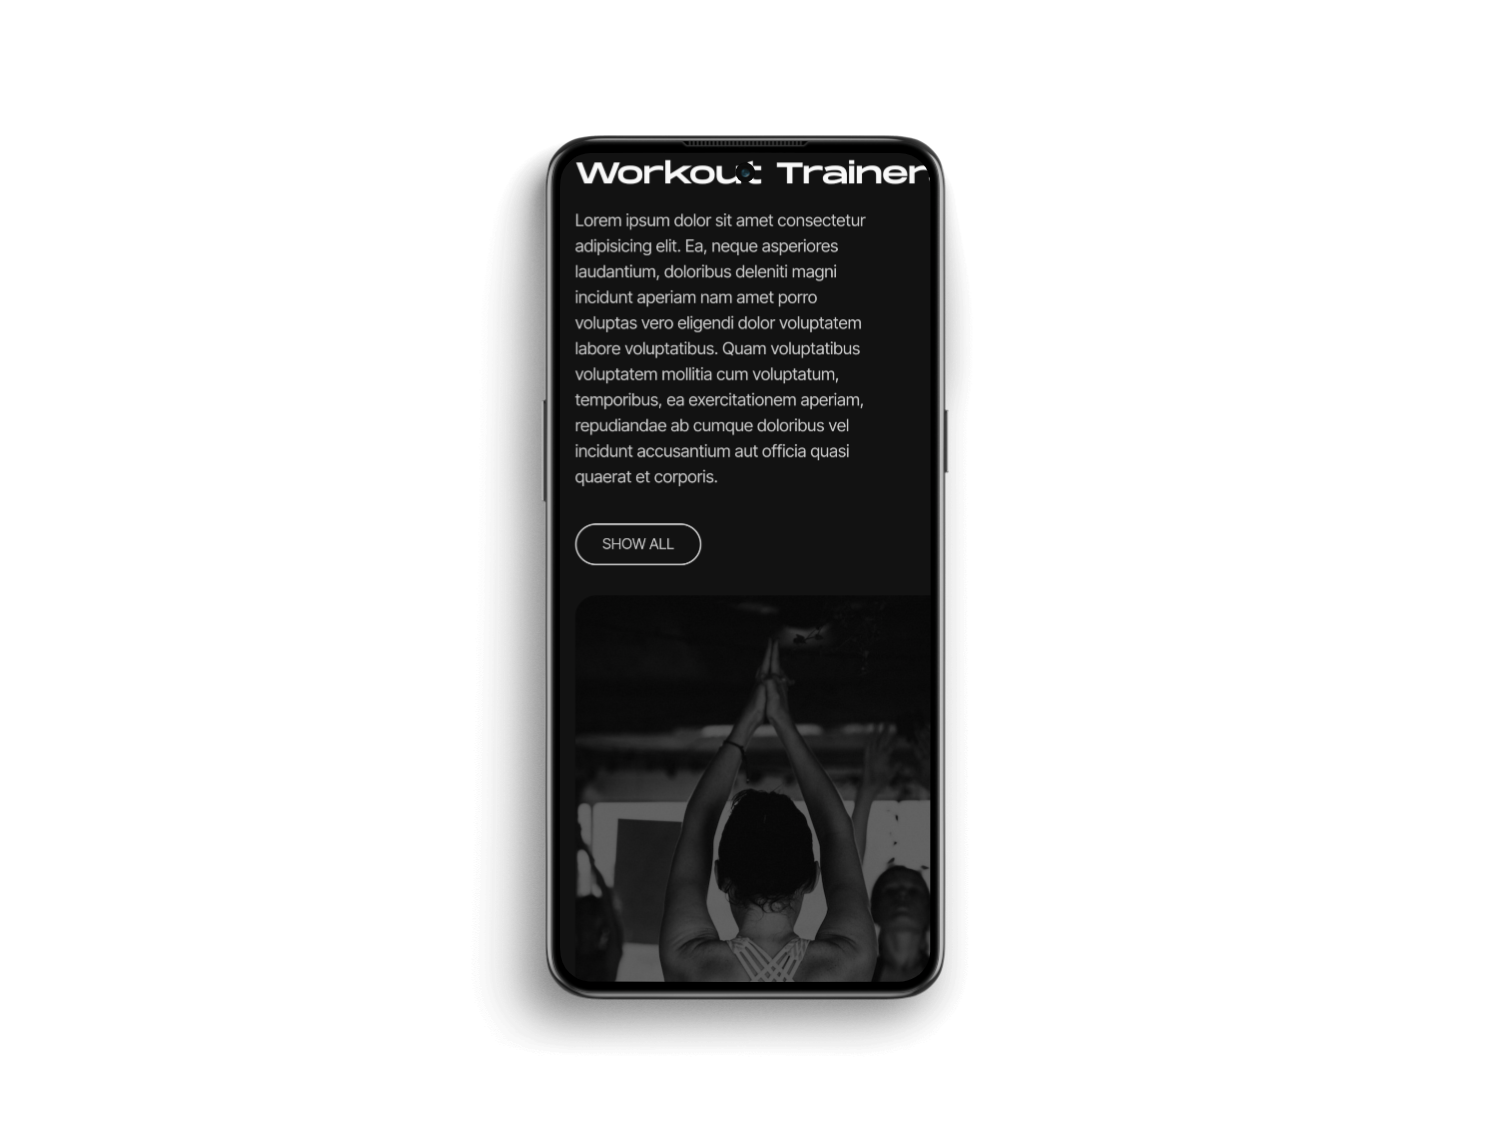 Workout Trainer
Lorem ipsum dolor sit amet consectetur
adipisicing elit. Ea, neque asperiores
laudantium, doloribus deleniti magni
incidunt aperiam nam amet porro
voluptas vero eligendi dolor voluptatem
labore voluptatibus. Quam voluptatibus
voluptatem mollitia cum voluptatum,
temporibus, ea exercitationem aperiam,
repudiandae ab cumque doloribus vel
incidunt accusantium aut officia quasi
quaerat et corporis.
SHOW ALL